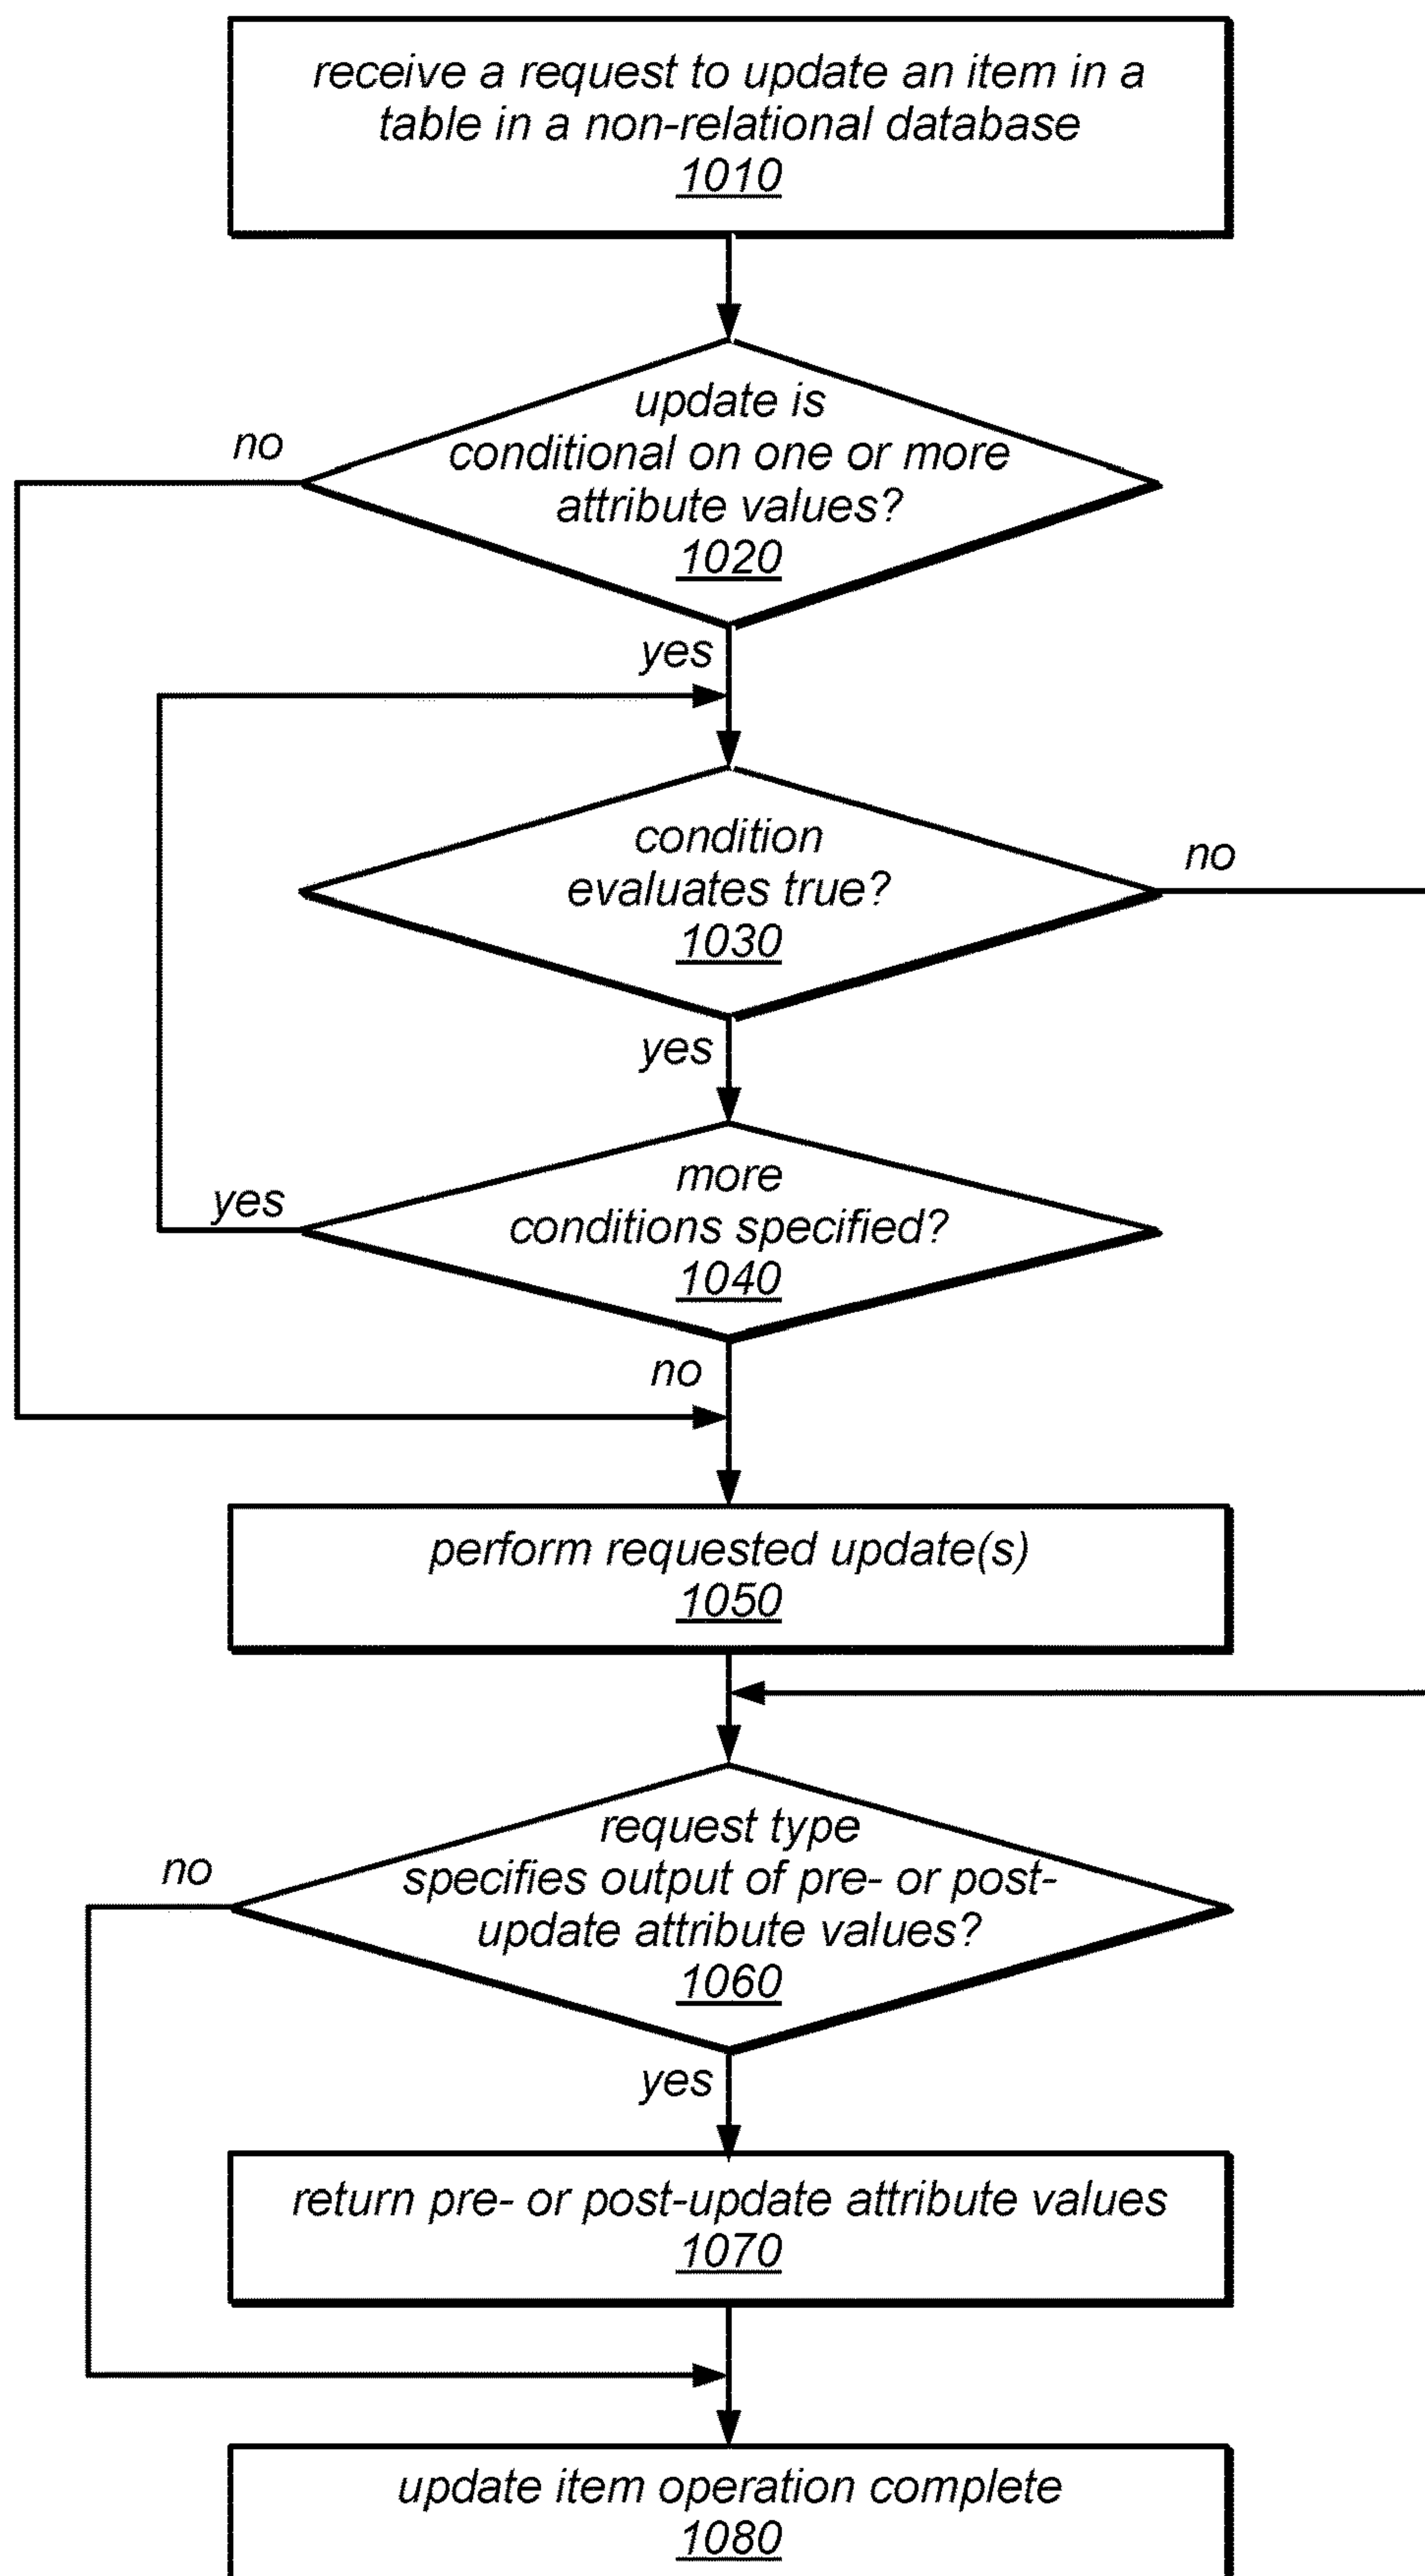 receive a request to update an item in a
table in a non-relational database
1010
update is
conditional on one or more
attribute values?
1020
no
yes
condition
evaluates true?
1030
no
yes
more
conditions specified?
1040
yes
no
perform requested update(s)
1050
request type
specifies output of pre- or post-
update attribute values?
1060
no
yes
return pre- or post-update attribute values
1070
update item operation complete
1080